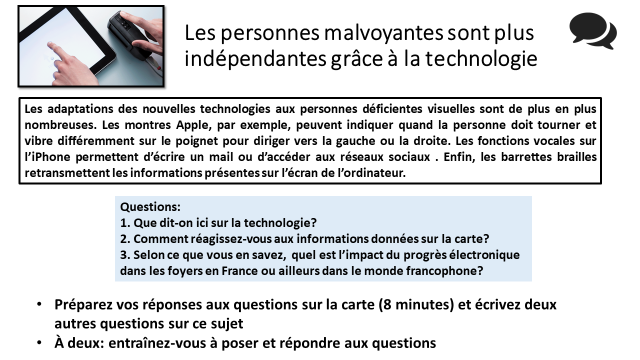 Les personnes malvoyantes sont plus
indépendantes grâce à la technologie
Les adaptations des nouvelles technologies aux personnes déficientes visuelles sont de plus en plus
nombreuses. Les montres Apple, par exemple, peuvent indiquer quand la personne doit tourner et
vibre différemment sur le poignet pour diriger vers la gauche ou la droite. Les fonctions vocales sur
l'iPhone permettent d'écrire un mail ou d'accéder aux réseaux sociaux . Enfin, les barrettes brailles
retransmettent les informations présentes sur l'écran de l'ordinateur.
Questions:
1. Que dit-on ici sur la technologie?
2. Comment réagissez-vous aux informations données sur la carte?
3. Selon ce que vous en savez, quel est l'impact du progrès électronique
dans les foyers en France ou ailleurs dans le monde francophone?
• Préparez vos réponses aux questions sur la carte (8 minutes) et écrivez deux
autres questions sur ce sujet
• À deux: entraînez-vous à poser et répondre aux questions